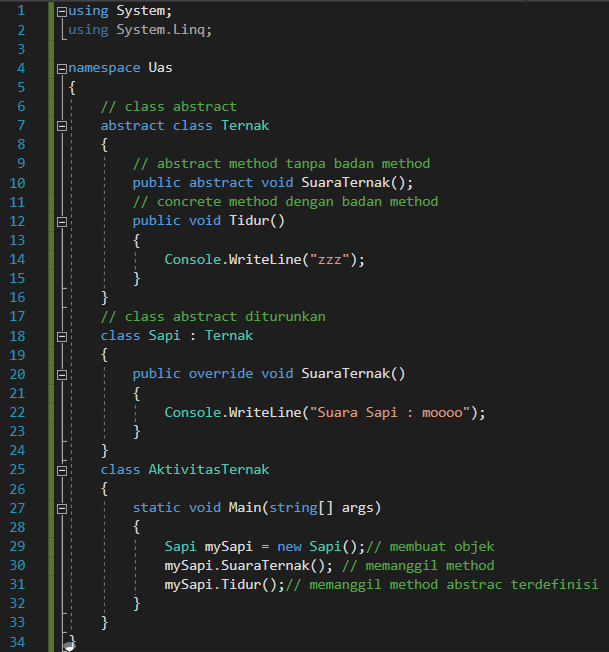 1 using System;
2 using System.Linq;
3
4 namespace Uas
5 {
6 // class abstract
7 abstract class Ternak
8 {
9 // abstract method tanpa badan method
10 public abstract void SuaraTernak();
11 // concrete method dengan badan method
12 public void Tidur()
13 {
14 Console.WriteLine("zzz");
15 }
16 }
17 // class abstract diturunkan
18 class Sapi : Ternak
19 {
20 public override void SuaraTernak()
21 {
22 Console.WriteLine("Suara Sapi : moooo");
23 }
24 }
25 class AktivitasTernak
26 {
27 static void Main(string[] args)
28 {
29 Sapi mySapi = new Sapi();// membuat objek
30 mySapi.SuaraTernak(); // memanggil method
31 mySapi.Tidur();// memanggil method abstrac terdefinisi
32 }
33 }
34 }